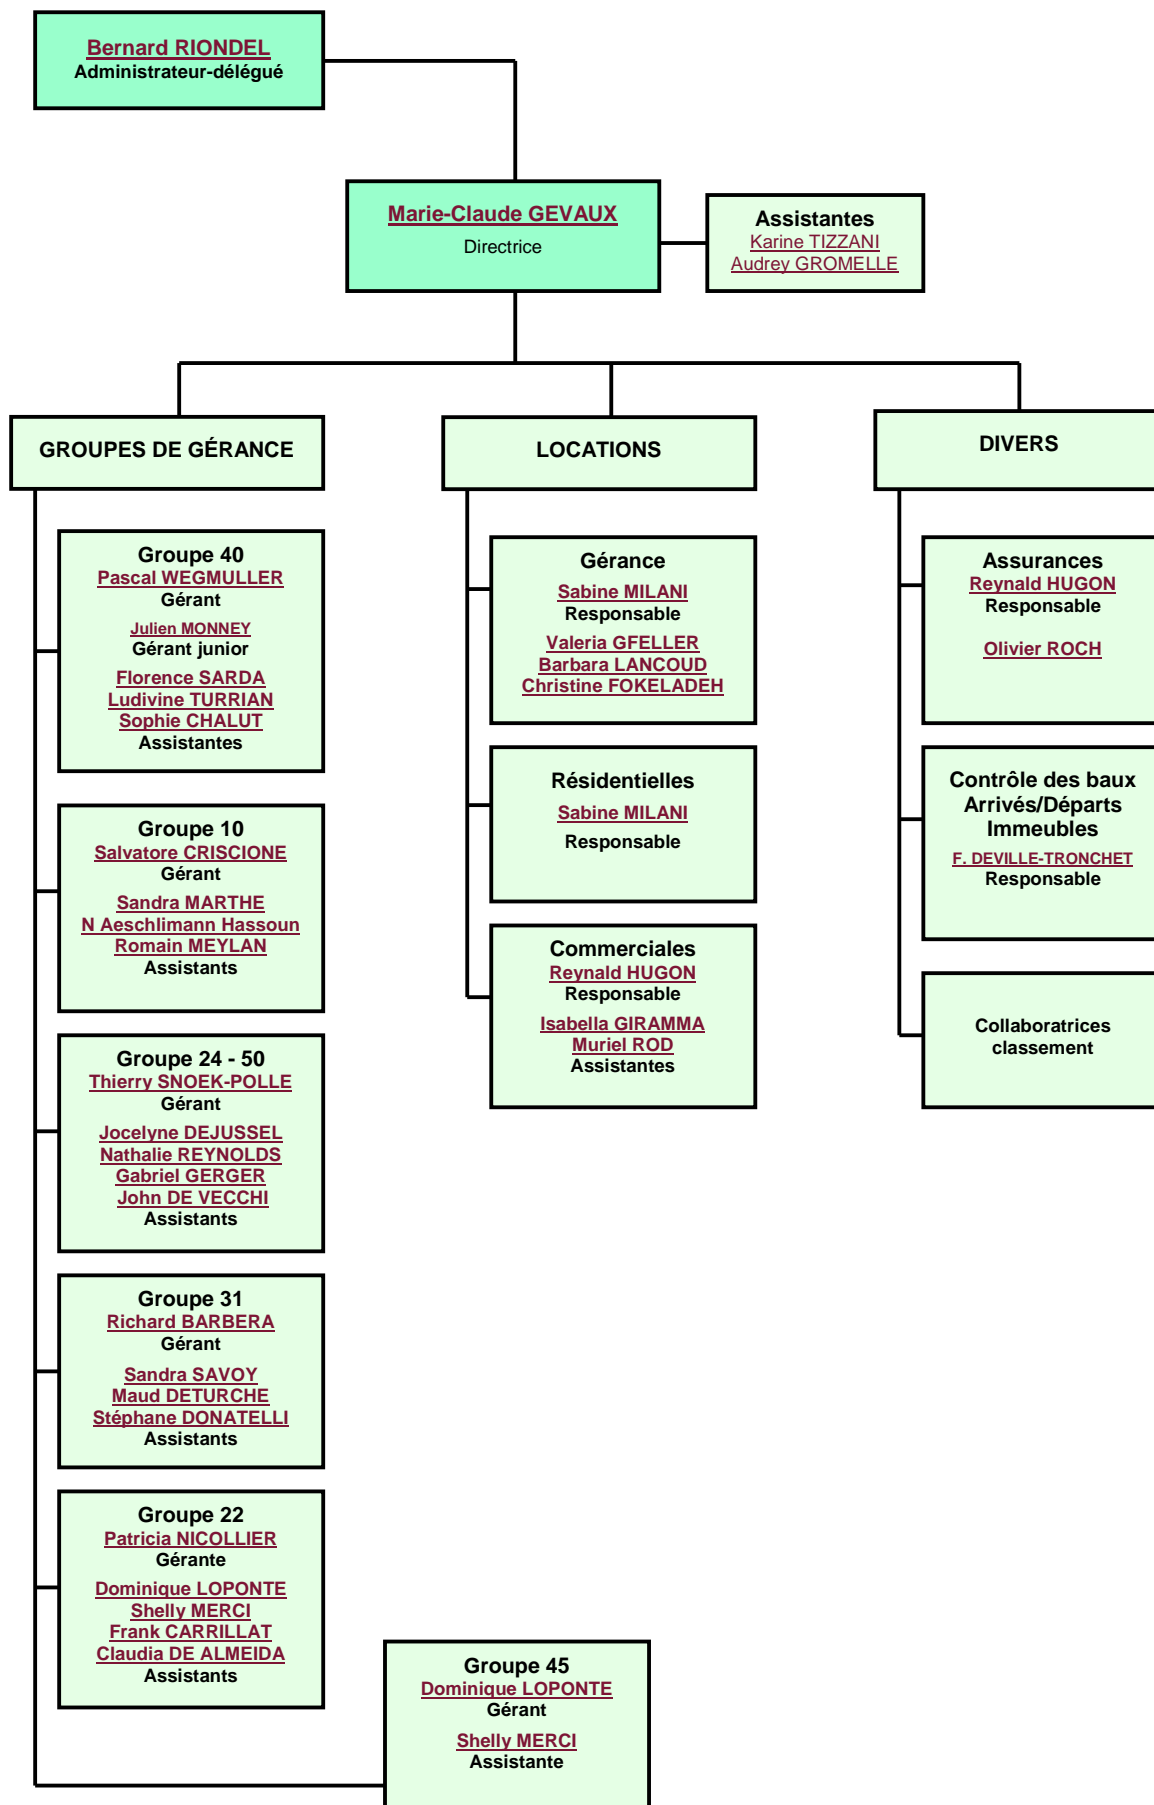 Bernard RIONDEL
Administrateur-délégué
Marie-Claude GEVAUX
Directrice
Assistantes
Karine TIZZANI
Audrey GROMELLE
GROUPES DE GÉRANCE
Groupe 40
Pascal WEGMULLER
Gérant
Julien MONNEY
Gérant junior
Florence SARDA
Ludivine TURRIAN
Sophie CHALUT
Assistantes
Groupe 10
Salvatore CRISCIONE
Gérant
Sandra MARTHE
N Aeschlimann Hassoun
Romain MEYLAN
Assistants
Groupe 24 - 50
Thierry SNOEK-POLLE
Gérant
Jocelyne DEJUSSEL
Nathalie REYNOLDS
Gabriel GERGER
John DE VECCHI
Assistants
Groupe 31
Richard BARBERA
Gérant
Sandra SAVOY
Maud DETURCHE
Stéphane DONATELLI
Assistants
Groupe 22
Patricia NICOLLIER
Gérante
Dominique LOPONTE
Shelly MERCI
Frank CARRILLAT
Claudia DE ALMEIDA
Assistants
Groupe 45
Dominique LOPONTE
Gérant
Shelly MERCI
Assistante
LOCATIONS
Gérance
Sabine MILANI
Responsable
Valeria GFELLER
Barbara LANCOUD
Christine FOKELADEH
Résidentielles
Sabine MILANI
Responsable
Commerciales
Reynald HUGON
Responsable
Isabella GIRAMMA
Muriel ROD
Assistantes
DIVERS
Assurances
Reynald HUGON
Responsable
Olivier ROCH
Contrôle des baux
Arrivés/Départs
Immeubles
F. DEVILLE-TRONCHET
Responsable
Collaboratrices
classement